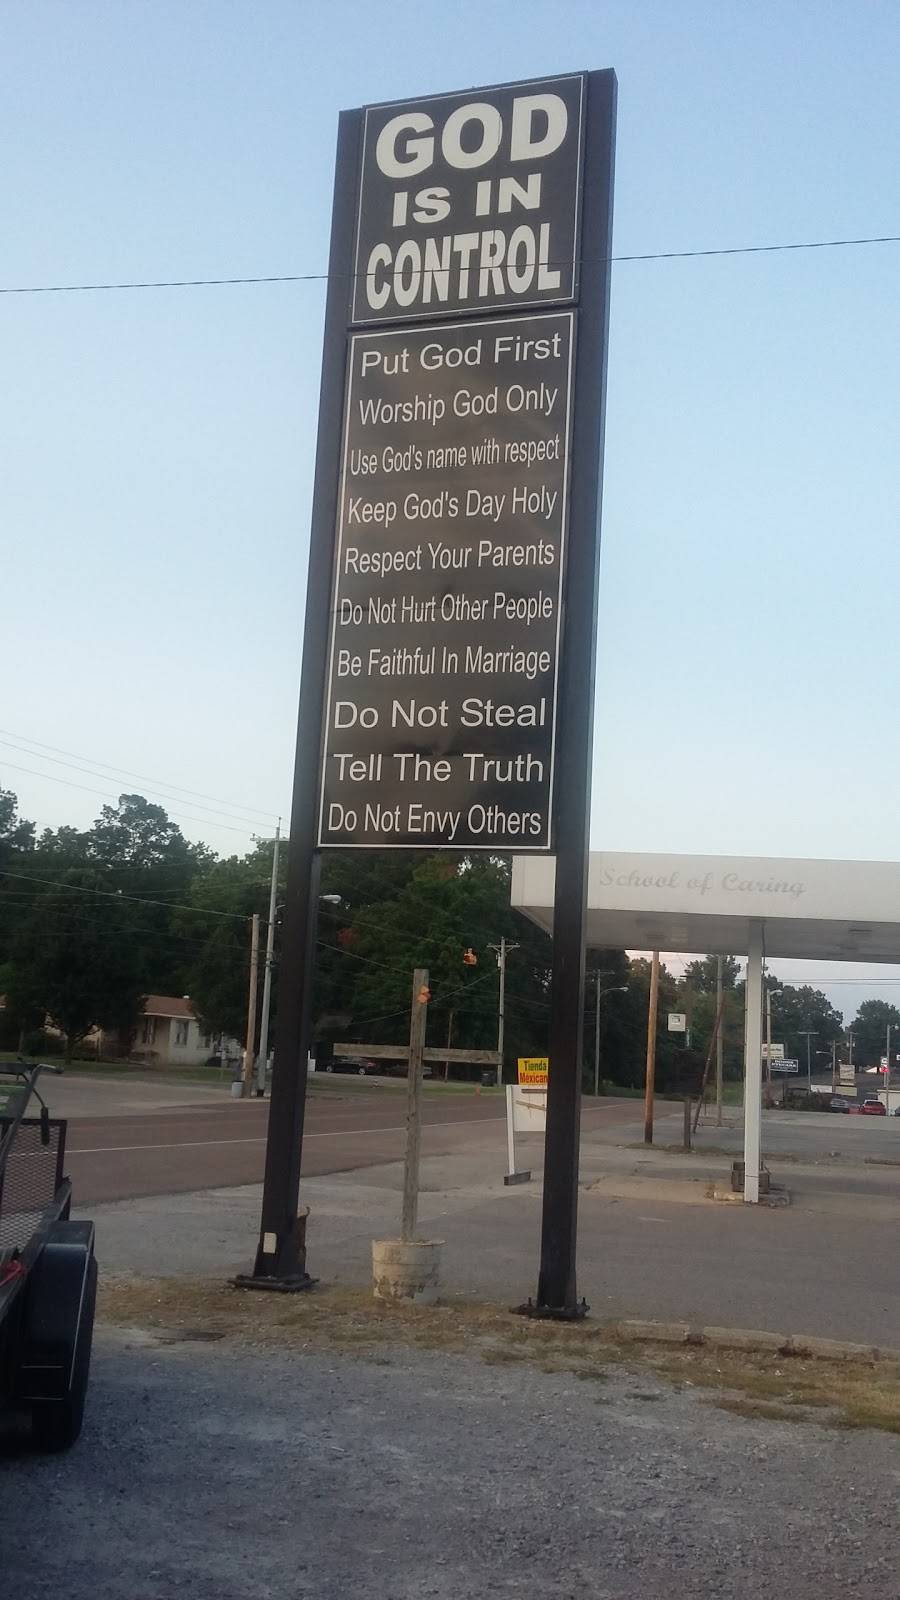 GOD
IS IN
CONTROL
Put God First
Worship God Only
Use God's name with respect
Keep God's Day Holy
Respect Your Parents
Do Not Hurt Other People
Be Faithful In Marriage
Do Not Steal
Tell The Truth
Do Not Envy Others
School of Caring
Tienda
Mexican